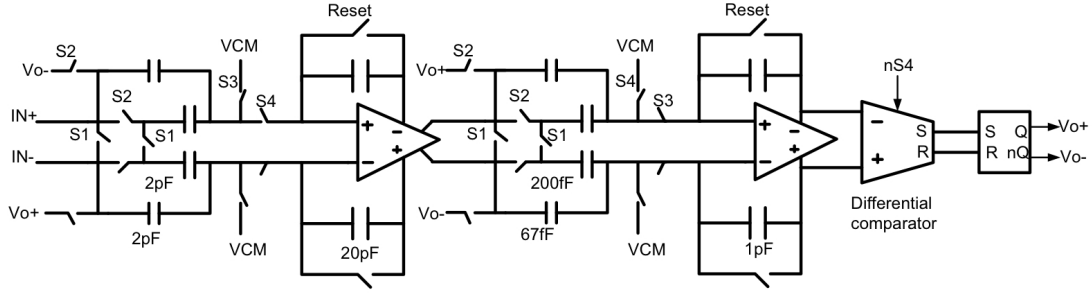 Reset
Reset
VCM
VCM
S2
Vo-
S3
S4
S2
Vo+
S4
S3
nS4
IN+
S2
S1
S1
+
-
S2
S1
S1
+
-
-
S
R
S
R
Q
nQ
Vo+
Vo-
IN-
-
+
-
+
+
2pF
200fF
Vo+
2pF
VCM
20pF
Vo-
67fF
VCM
1pF
Differential
comparator